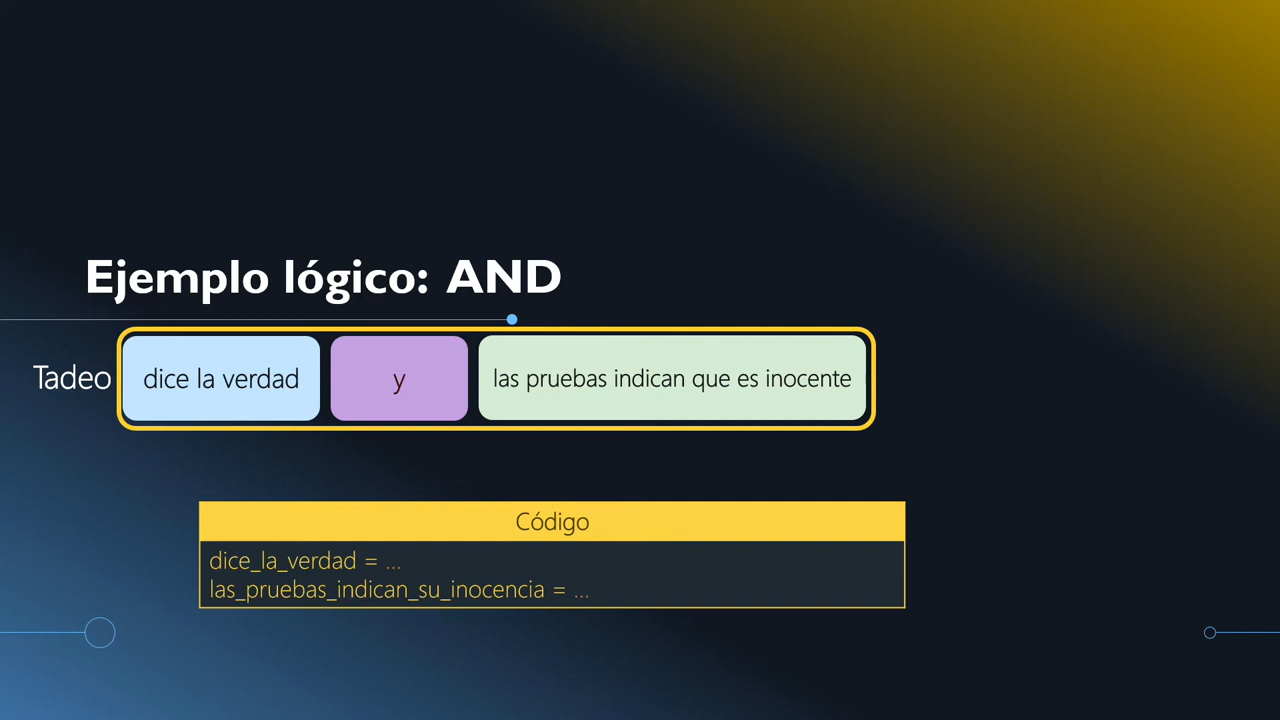 Ejemplo lógico: AND
Tadeo dice la verdad y las pruebas indican que es inocente
Código
dice_la_verdad = ...
las_pruebas_indican_su_inocencia = ...